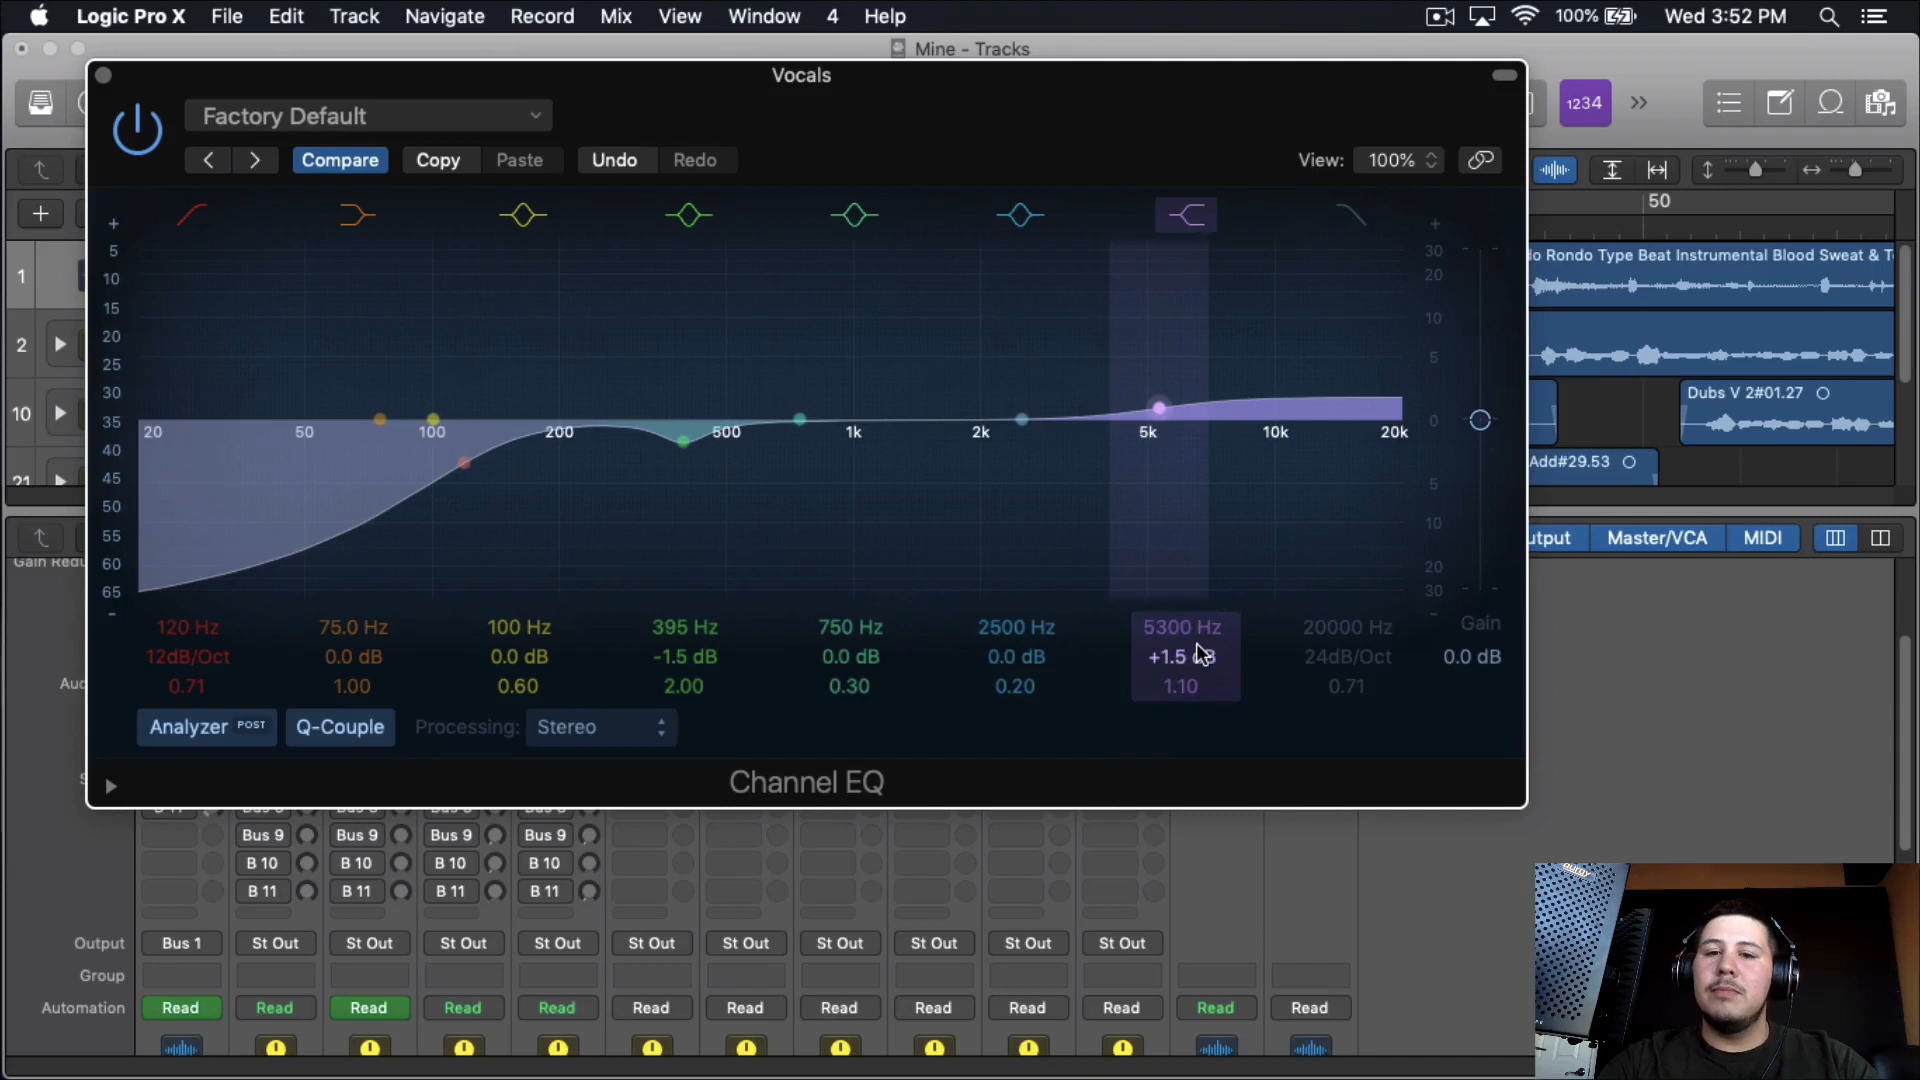 Logic Pro X File Edit Track Navigate Record Mix View Window 4 Help
100% Wed 3:52 PM
Mine - Tracks
Vocals
Factory Default
1234
Compare Copy Paste Undo Redo
View: 100%
50
+ +
5 30
10 20
15 10
20 5
25
30
35 0
20 50 100 200 500 1k 2k 5k 10k 20k
40
45 5
50 10
55
60 20
65 30
- -
1
2
10
21
Rondo Type Beat Instrumental Blood Sweat &
Dubs V 2#01.27
Add#29.53
120 Hz 75.0 Hz 100 Hz 395 Hz 750 Hz 2500 Hz 5300 Hz 20000 Hz Gain
12dB/Oct 0.0 dB 0.0 dB -1.5 dB 0.0 dB 0.0 dB +1.5 dB 24dB/Oct 0.0 dB
0.71 1.00 0.60 2.00 0.30 0.20 1.10 0.71
Analyzer POST Q-Couple Processing: Stereo
Channel EQ
Master/VCA MIDI
Bus 9 Bus 9 Bus 9 Bus 9
B 10 B 10 B 10 B 10
B 11 B 11 B 11 B 11
Output Bus 1 St Out St Out St Out St Out St Out St Out St Out St Out St Out St Out
Group
Automation Read Read Read Read Read Read Read Read Read Read Read Read Read